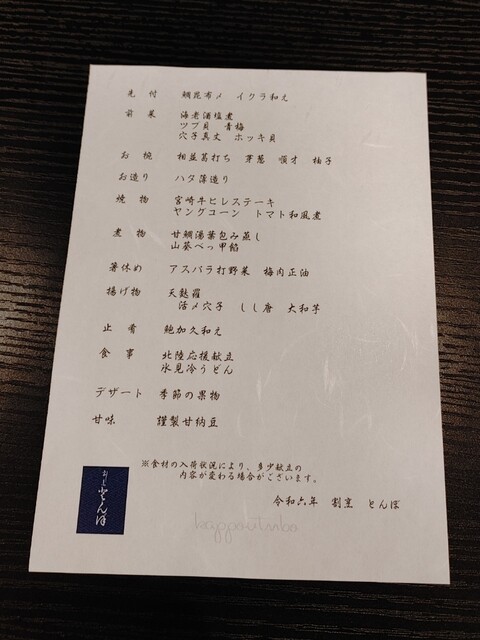 先付 鯛昆布〆 イクラ和え
前菜 海老酒塩煮
ツブ貝 青梅
穴子真丈 ホッキ貝
お椀 相並葛打ち 芽葱 順才 柚子
お造り ハタ薄造り
焼物 宮崎牛ヒレステーキ
ヤングコーン トマト和風煮
煮物 甘鯛湯葉包み蒸し
山葵べっ甲餡
箸休め アスパラ打野菜 梅肉正油
揚げ物 天麩羅
活〆穴子 しし唐 大和芋
止肴 鮑加久和え
食事 北陸応援献立
氷見冷うどん
デザート 季節の果物
甘味 謹製甘納豆
※食材の入荷状況により、多少献立の
内容が変わる場合がございます。
令和六年 割烹 とんぼ
とんぼ